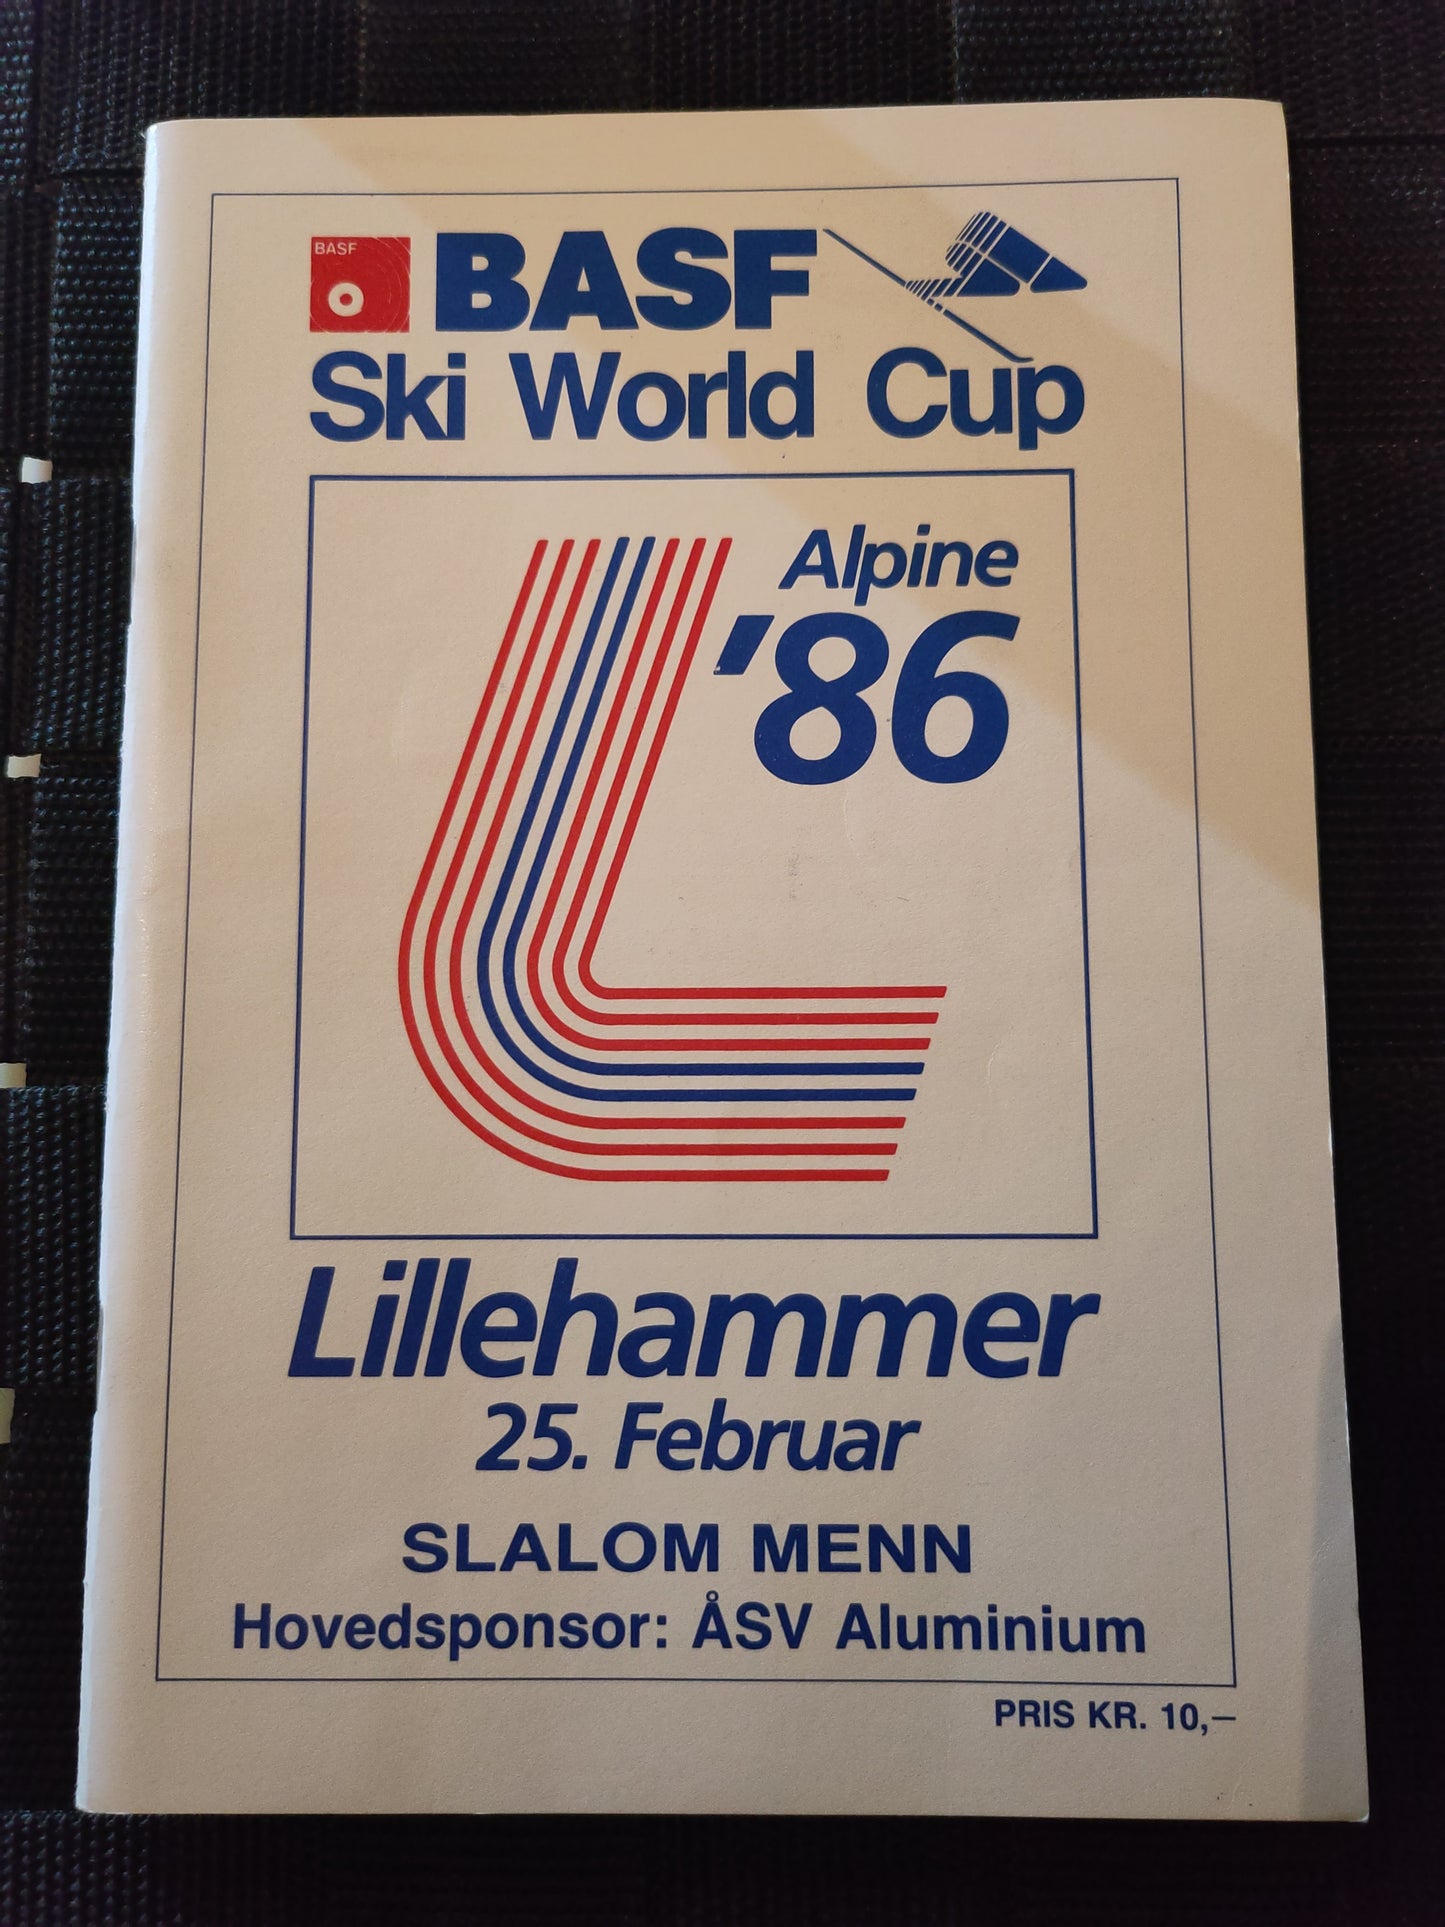 BASF
BASF
Ski World Cup
Alpine
'86
Lillehammer
25. Februar
SLALOM MENN
Hovedsponsor: ÅSV Aluminium
PRIS KR. 10,–